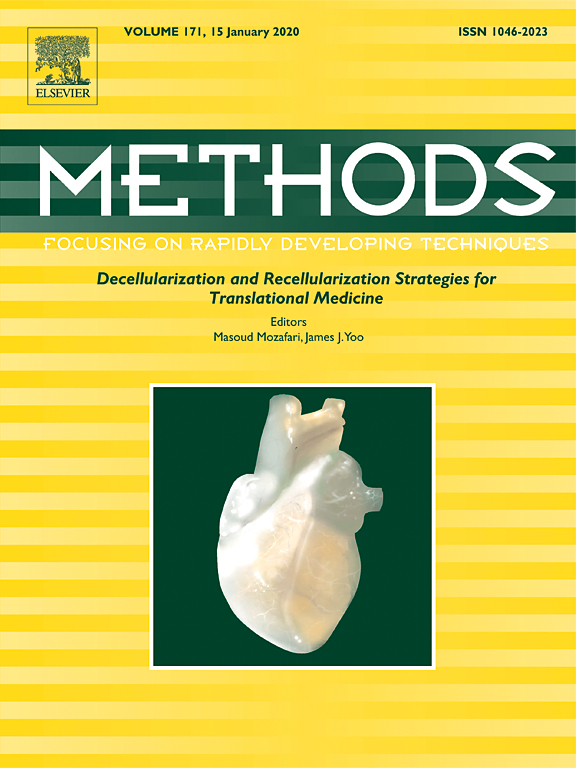 VOLUME 171, 15 January 2020
ISSN 1046-2023
ELSEVIER
METHODS
FOCUSING ON RAPIDLY DEVELOPING TECHNIQUES
Decellularization and Recellularization Strategies for
Translational Medicine
Editors
Masoud Mozafari, James J. Yoo